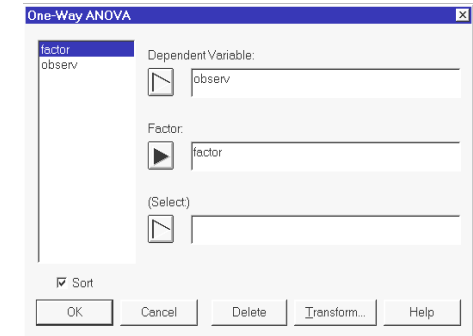 One-Way ANOVA
factor
observ
Dependent Variable:
observ
Factor:
factor
(Select:)
Sort
OK Cancel Delete Transform... Help